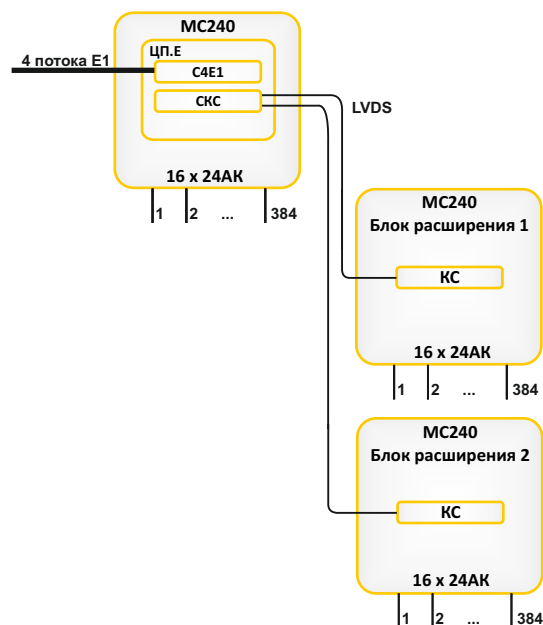 МС240
ЦП.Е
4 потока Е1
С4Е1
СКС
LVDS
16 х 24АК
1 2 ... 384
МС240
Блок расширения 1
КС
16 х 24АК
1 2 ... 384
МС240
Блок расширения 2
КС
16 х 24АК
1 2 ... 384